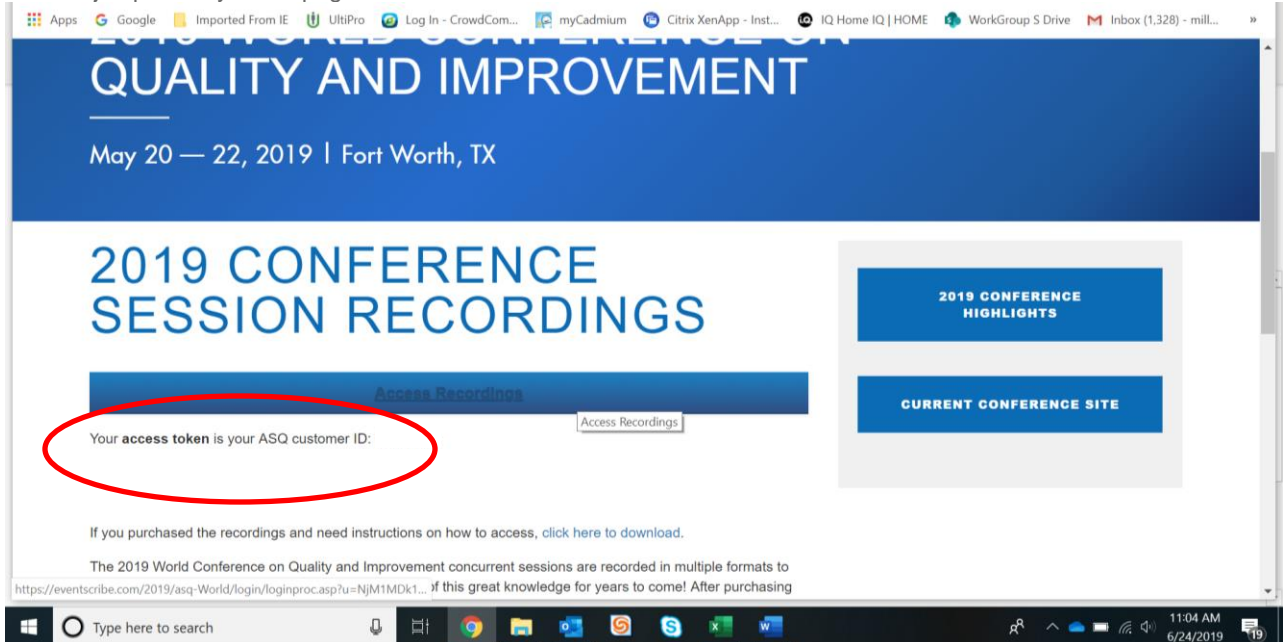 Apps Google Imported From IE UltiPro Log In - CrowdCom... myCadmium Citrix XenApp - Inst... IQ Home IQ | HOME WorkGroup S Drive Inbox (1,328) - mill... »
2019 WORLD CONFERENCE ON
QUALITY AND IMPROVEMENT
May 20 — 22, 2019 | Fort Worth, TX
2019 CONFERENCE
SESSION RECORDINGS
Access Recordings
Access Recordings
Your access token is your ASQ customer ID:
If you purchased the recordings and need instructions on how to access, click here to download.
The 2019 World Conference on Quality and Improvement concurrent sessions are recorded in multiple formats to
of this great knowledge for years to come! After purchasing
2019 CONFERENCE
HIGHLIGHTS
CURRENT CONFERENCE SITE
https://eventscribe.com/2019/asq-World/login/loginproc.asp?u=NjM1MDk1...
Type here to search
11:04 AM
6/24/2019
19